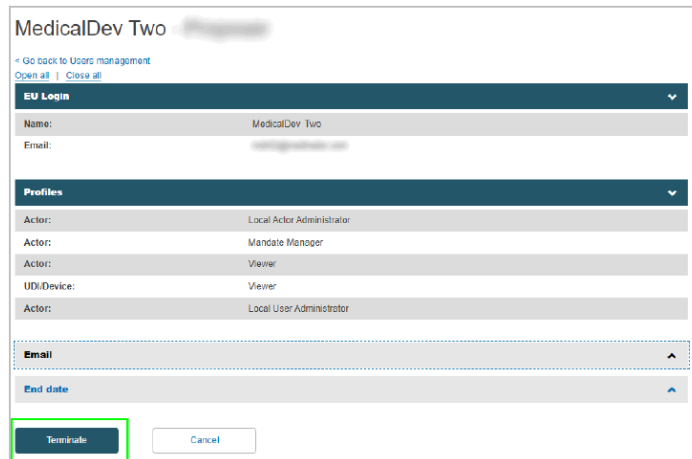 MedicalDev Two
« Go back to Users management
Open all | Close all
EU Login
Name: MedicalDev Two
Email:
Profiles
Actor: Local Actor Administrator
Actor: Mandate Manager
Actor: Viewer
UDI/Device: Viewer
Actor: Local User Administrator
Email
End date
Terminate Cancel